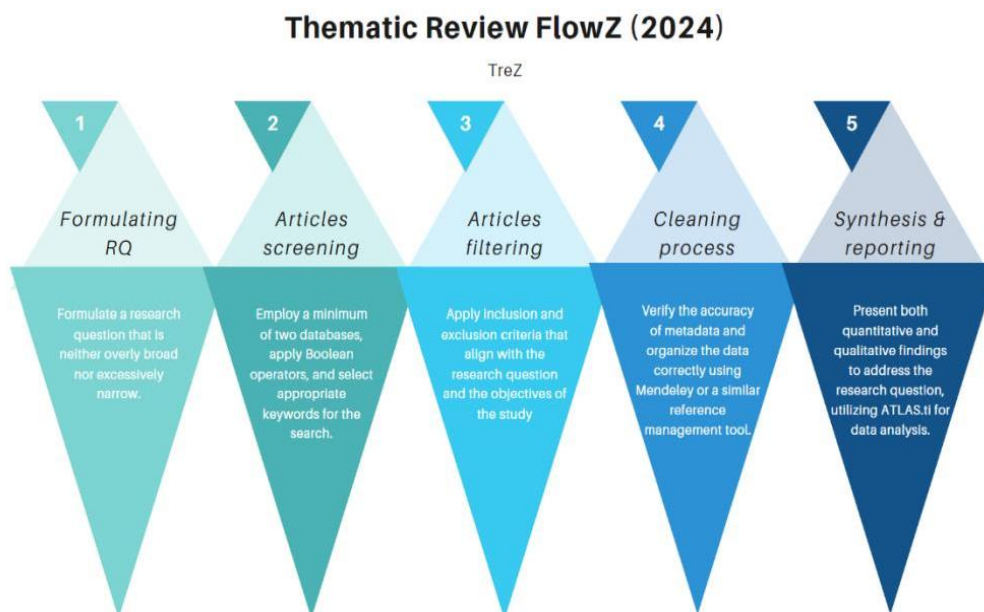 Thematic Review FlowZ (2024)
TreZ
1
Formulating
RQ
Formulate a research
question that is
neither overly broad
nor excessively
narrow.
2
Articles
screening
Employ a minimum
of two databases,
apply Boolean
operators, and select
appropriate
keywords for the
search.
3
Articles
filtering
Apply inclusion and
exclusion criteria that
align with the
research question
and the objectives of
the study
4
Cleaning
process
Verify the accuracy
of metadata and
organize the data
correctly using
Mendeley or a similar
reference
management tool.
5
Synthesis &
reporting
Present both
quantitative and
qualitative findings
to address the
research question,
utilizing ATLAS.ti for
data analysis.